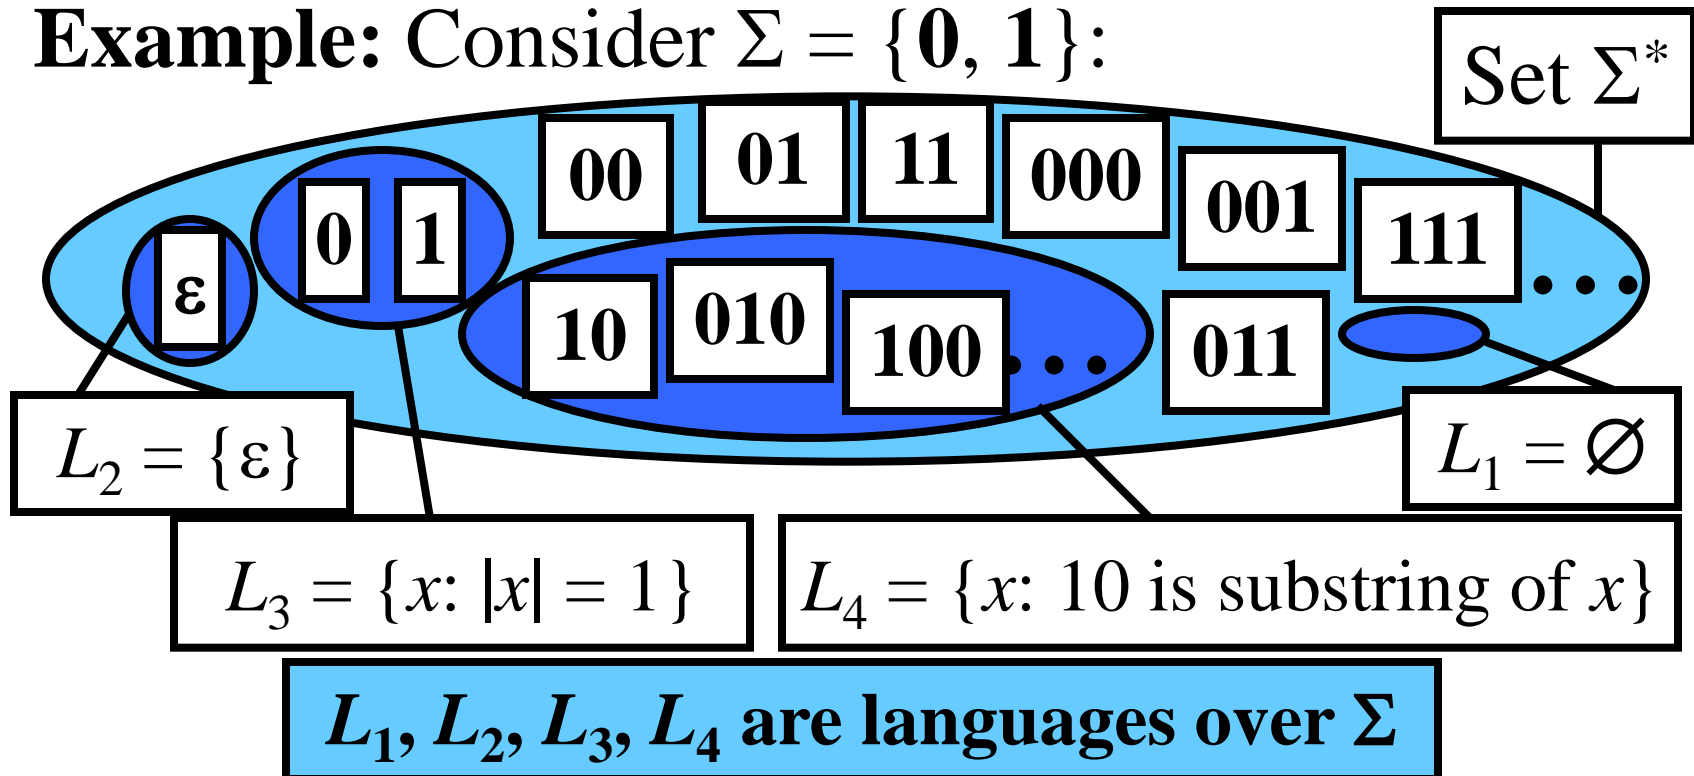 Example: Consider Σ = {0, 1}:
Set Σ*
00 01 11 000 001 111
0 1
ε
10 010 100 ... 011 ...
L₂ = {ε}
L₁ = ∅
L₃ = {x: |x| = 1}
L₄ = {x: 10 is substring of x}
L₁, L₂, L₃, L₄ are languages over Σ